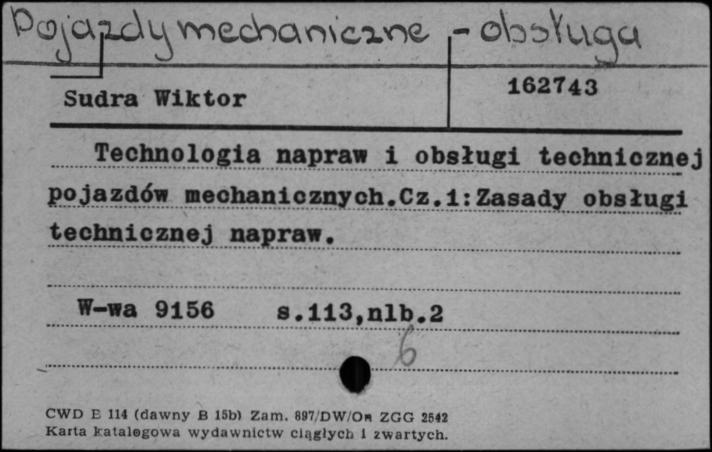 Pojazdy mechaniczne - obsługa
162743
Sudra Wiktor
Technologia napraw i obsługi technicznej
pojazdów mechanicznych.Cz.1:Zasady obsługi
technicznej napraw.
W-wa 9156 s.113,nlb.2
6
CWD E 114 (dawny B 15b) Zam. 897/DW/Om ZGG 2542
Karta katalogowa wydawnictw ciągłych i zwartych.